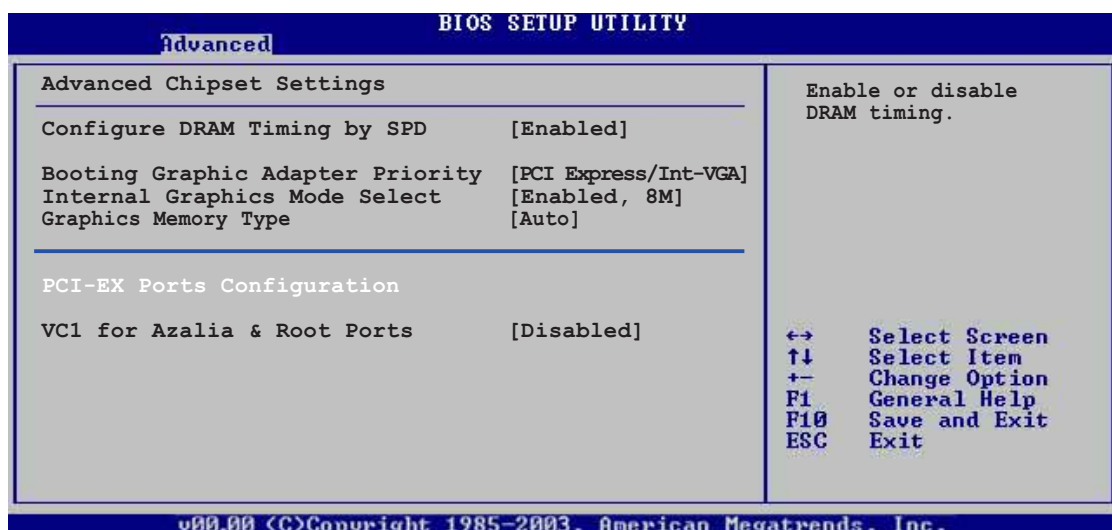 BIOS SETUP UTILITY
Advanced
Advanced Chipset Settings
Configure DRAM Timing by SPD [Enabled]
Booting Graphic Adapter Priority [PCI Express/Int-VGA]
Internal Graphics Mode Select [Enabled, 8M]
Graphics Memory Type [Auto]
PCI-EX Ports Configuration
VC1 for Azalia & Root Ports [Disabled]
Enable or disable
DRAM timing.
←→ Select Screen
↑↓ Select Item
+- Change Option
F1 General Help
F10 Save and Exit
ESC Exit
v00.00 (C)Copyright 1985-2003, American Megatrends, Inc.